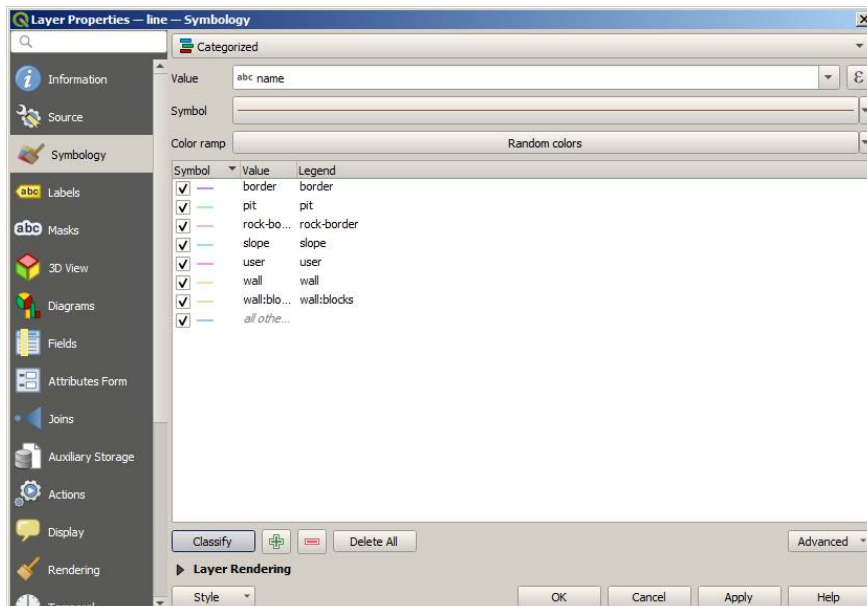 Layer Properties — line — Symbology
Categorized
Information
Source
Symbology
Labels
Masks
3D View
Diagrams
Fields
Attributes Form
Joins
Auxiliary Storage
Actions
Display
Rendering
Temporal
Value abc name ε
Symbol
Color ramp Random colors
Symbol Value Legend
border border
pit pit
rock-bo... rock-border
slope slope
user user
wall wall
wall:blo... wall:blocks
all othe...
Classify Delete All Advanced
Layer Rendering
Style OK Cancel Apply Help